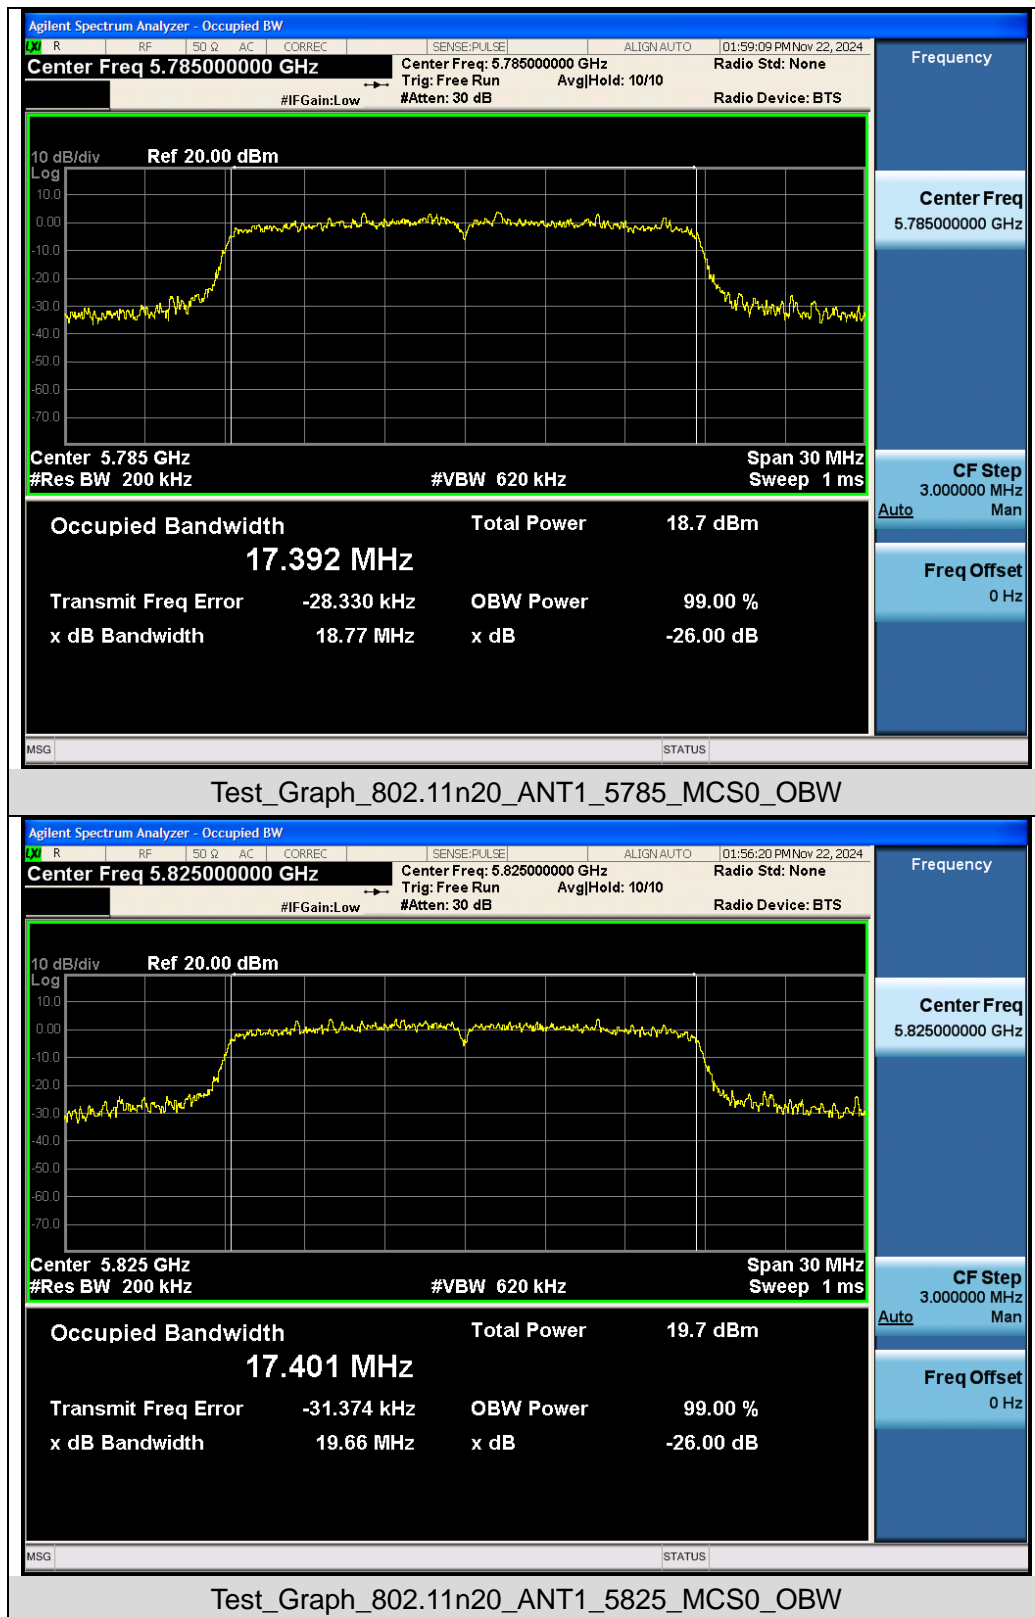 Agilent Spectrum Analyzer - Occupied BW
LXI R RF 50 Ω AC CORREC SENSE:PULSE ALIGN AUTO 01:59:09 PM Nov 22, 2024
Center Freq 5.785000000 GHz
Center Freq: 5.785000000 GHz Radio Std: None
Trig: Free Run Avg|Hold: 10/10
#IFGain:Low #Atten: 30 dB Radio Device: BTS
Frequency
10 dB/div Ref 20.00 dBm
Log
10.0
0.00
-10.0
-20.0
-30.0
-40.0
-50.0
-60.0
-70.0
Center 5.785 GHz Span 30 MHz
#Res BW 200 kHz #VBW 620 kHz Sweep 1 ms
Center Freq
5.785000000 GHz
CF Step
3.000000 MHz
Auto Man
Freq Offset
0 Hz
Occupied Bandwidth Total Power 18.7 dBm
17.392 MHz
Transmit Freq Error -28.330 kHz OBW Power 99.00 %
x dB Bandwidth 18.77 MHz x dB -26.00 dB
MSG STATUS
Test_Graph_802.11n20_ANT1_5785_MCS0_OBW
Agilent Spectrum Analyzer - Occupied BW
LXI R RF 50 Ω AC CORREC SENSE:PULSE ALIGN AUTO 01:56:20 PM Nov 22, 2024
Center Freq 5.825000000 GHz
Center Freq: 5.825000000 GHz Radio Std: None
Trig: Free Run Avg|Hold: 10/10
#IFGain:Low #Atten: 30 dB Radio Device: BTS
Frequency
10 dB/div Ref 20.00 dBm
Log
10.0
0.00
-10.0
-20.0
-30.0
-40.0
-50.0
-60.0
-70.0
Center 5.825 GHz Span 30 MHz
#Res BW 200 kHz #VBW 620 kHz Sweep 1 ms
Center Freq
5.825000000 GHz
CF Step
3.000000 MHz
Auto Man
Freq Offset
0 Hz
Occupied Bandwidth Total Power 19.7 dBm
17.401 MHz
Transmit Freq Error -31.374 kHz OBW Power 99.00 %
x dB Bandwidth 19.66 MHz x dB -26.00 dB
MSG STATUS
Test_Graph_802.11n20_ANT1_5825_MCS0_OBW